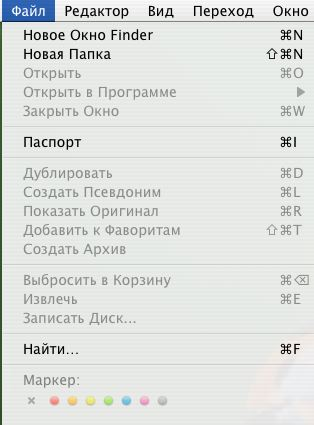 Файл Редактор Вид Переход Окно
Новое Окно Finder ⌘N
Новая Папка ⇧⌘N
Открыть ⌘O
Открыть в Программе ▶
Закрыть Окно ⌘W
Паспорт ⌘I
Дублировать ⌘D
Создать Псевдоним ⌘L
Показать Оригинал ⌘R
Добавить к Фаворитам ⇧⌘T
Создать Архив
Выбросить в Корзину ⌘⌫
Извлечь ⌘E
Записать Диск...
Найти... ⌘F
Маркер:
×